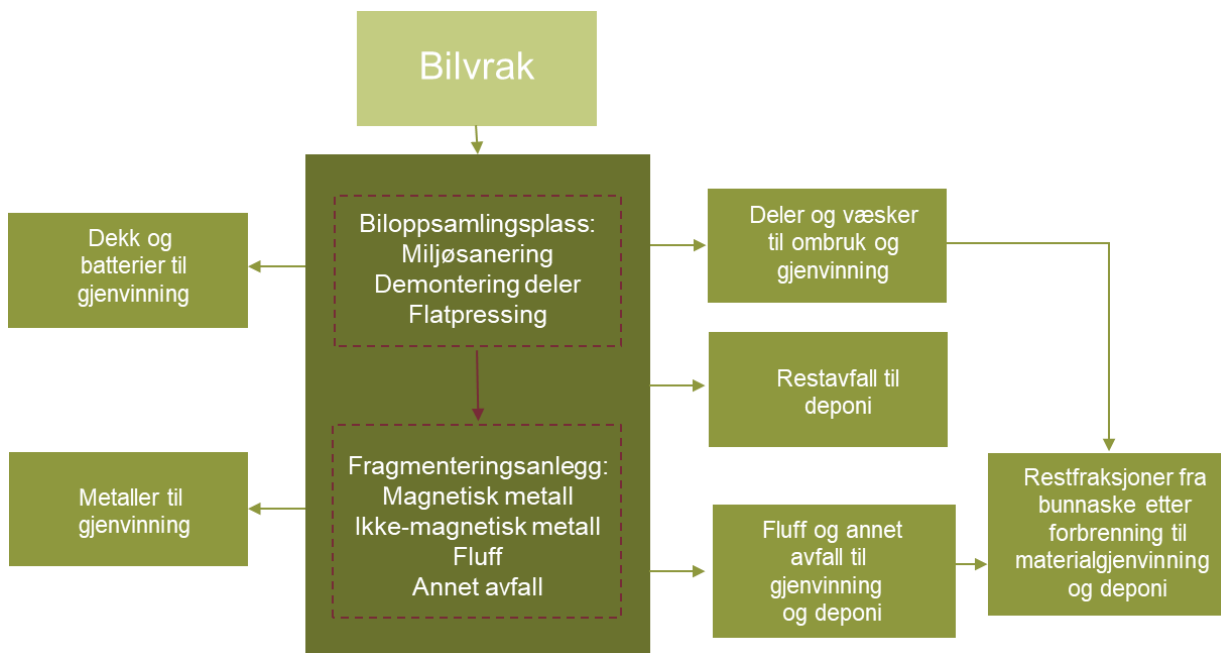 Bilvrak
Biloppsamlingsplass:
Miljøsanering
Demontering deler
Flatpressing
Dekk og
batterier til
gjenvinning
Deler og væsker
til ombruk og
gjenvinning
Restavfall til
deponi
Fragmenteringsanlegg:
Magnetisk metall
Ikke-magnetisk metall
Fluff
Annet avfall
Metaller til
gjenvinning
Fluff og annet
avfall til
gjenvinning
og deponi
Restfraksjoner fra
bunnaske etter
forbrenning til
materialgjenvinning
og deponi